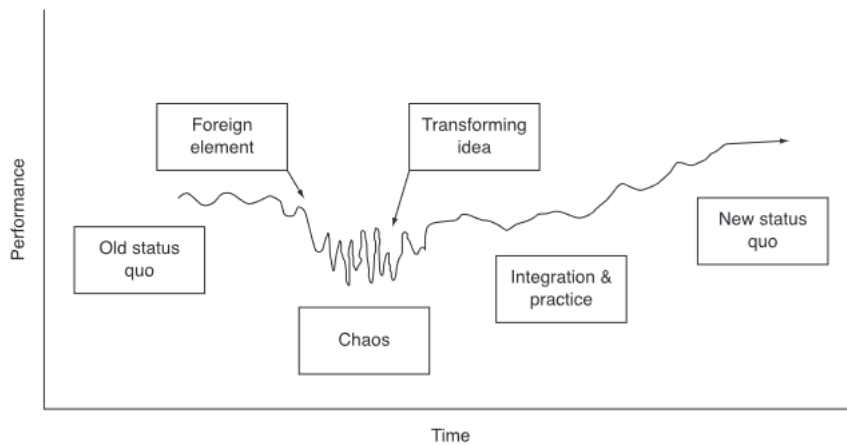 Performance
Foreign
element
Transforming
idea
Old status
quo
New status
quo
Integration &
practice
Chaos
Time